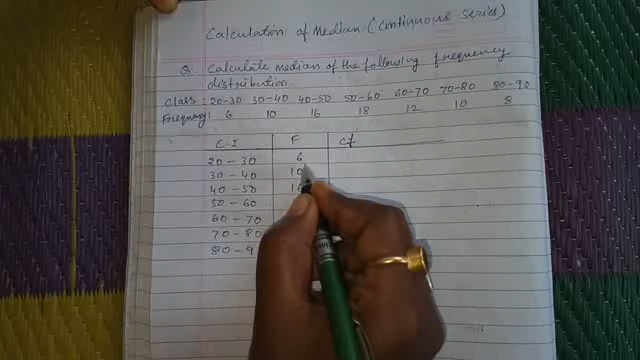 Calculation of Median (Continuous Series)
Q. Calculate median of the following frequency
distribution.
Class: 20-30 30-40 40-50 50-60 60-70 70-80 80-90
Frequency: 6 10 16 18 12 10 8
C-I F cf
20-30 6
30-40 10
40-50 16
50-60
60-70
70-80
80-9